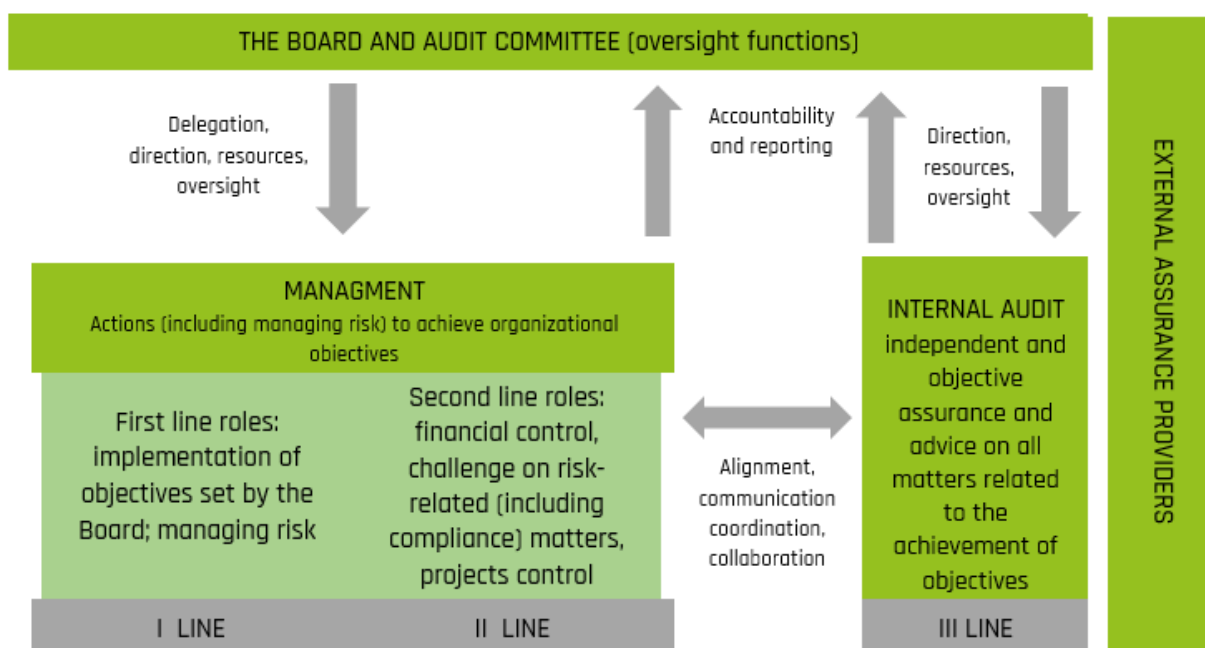 THE BOARD AND AUDIT COMMITTEE (oversight functions)
Delegation,
direction, resources,
oversight
Accountability
and reporting
Direction,
resources,
oversight
MANAGMENT
Actions (including managing risk) to achieve organizational
objectives
First line roles:
implementation of
objectives set by the
Board; managing risk
Second line roles:
financial control,
challenge on risk-
related (including
compliance) matters,
projects control
Alignment,
communication
coordination,
collaboration
INTERNAL AUDIT
independent and
objective
assurance and
advice on all
matters related
to the
achievement of
objectives
I LINE
II LINE
III LINE
EXTERNAL ASSURANCE PROVIDERS